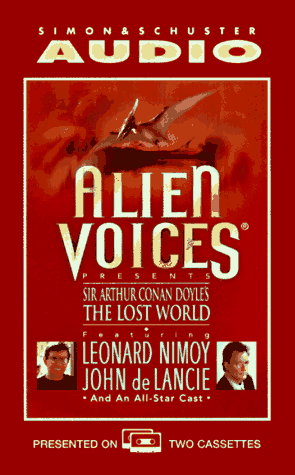 SIMON & SCHUSTER
AUDIO
ALIEN
VOICES®
PRESENTS
SIR ARTHUR CONAN DOYLE'S
THE LOST WORLD
Featuring
LEONARD NIMOY
JOHN de LANCIE
• And An All-Star Cast •
PRESENTED ON TWO CASSETTES